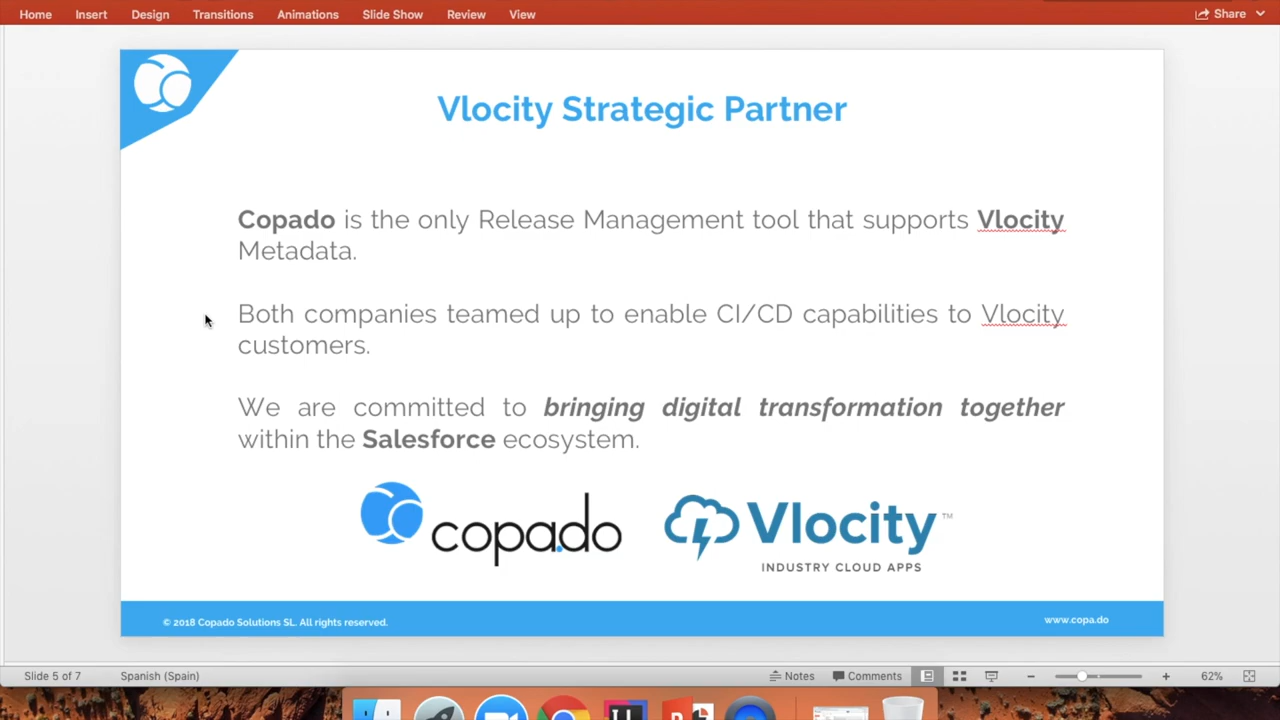 Home Insert Design Transitions Animations Slide Show Review View Share
Vlocity Strategic Partner
Copado is the only Release Management tool that supports Vlocity
Metadata.
Both companies teamed up to enable CI/CD capabilities to Vlocity
customers.
We are committed to bringing digital transformation together
within the Salesforce ecosystem.
copado
Vlocity™
INDUSTRY CLOUD APPS
© 2018 Copado Solutions SL. All rights reserved.
www.copa.do
Slide 5 of 7 Spanish (Spain) Notes Comments 62%